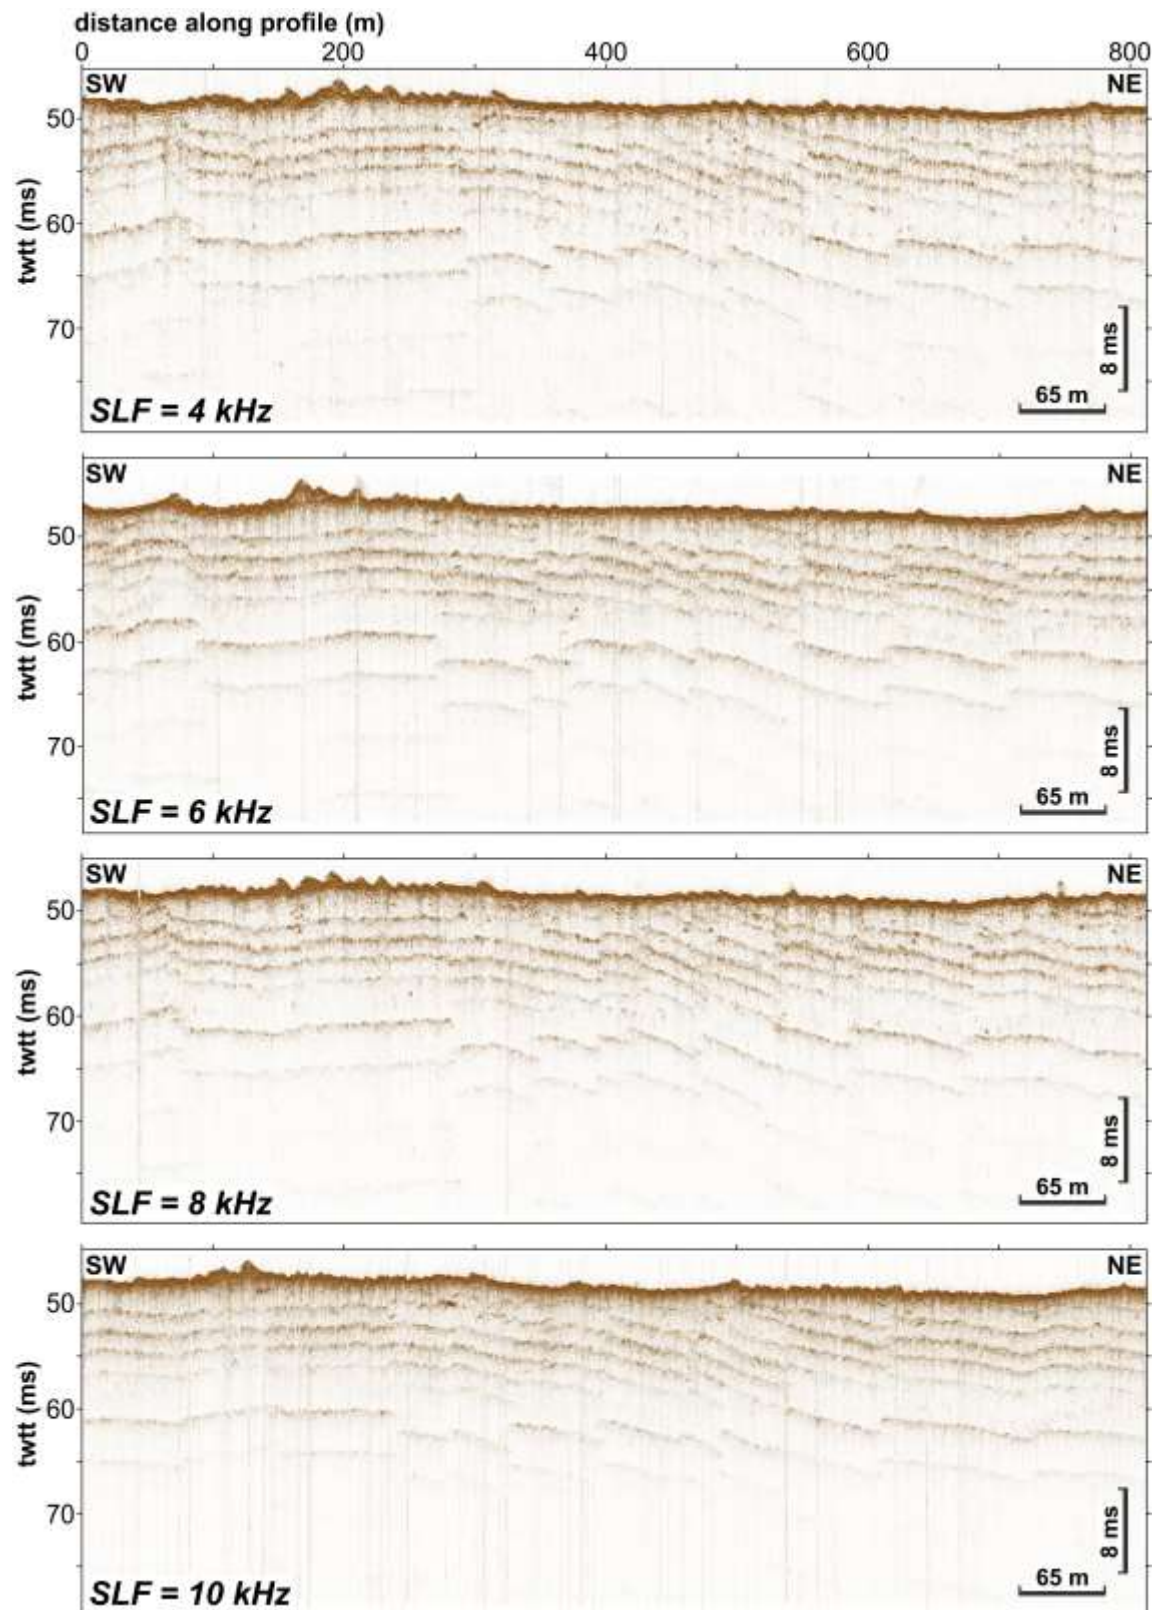 distance along profile (m)
0 200 400 600 800
SW NE
50
60
70
twtt (ms)
8 ms
65 m
SLF = 4 kHz
SW NE
50
60
70
twtt (ms)
8 ms
65 m
SLF = 6 kHz
SW NE
50
60
70
twtt (ms)
8 ms
65 m
SLF = 8 kHz
SW NE
50
60
70
twtt (ms)
8 ms
65 m
SLF = 10 kHz